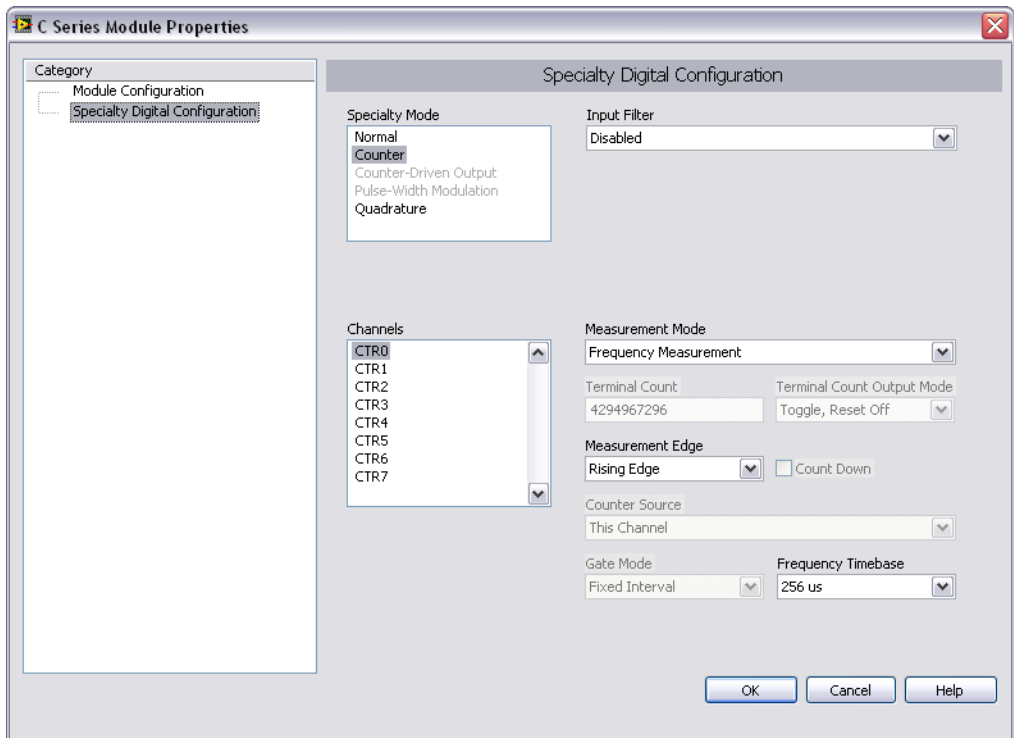 C Series Module Properties
Category
Module Configuration
Specialty Digital Configuration
Specialty Digital Configuration
Specialty Mode
Normal
Counter
Counter-Driven Output
Pulse-Width Modulation
Quadrature
Input Filter
Disabled
Channels
CTR0
CTR1
CTR2
CTR3
CTR4
CTR5
CTR6
CTR7
Measurement Mode
Frequency Measurement
Terminal Count
4294967296
Terminal Count Output Mode
Toggle, Reset Off
Measurement Edge
Rising Edge
Count Down
Counter Source
This Channel
Gate Mode
Fixed Interval
Frequency Timebase
256 us
OK
Cancel
Help